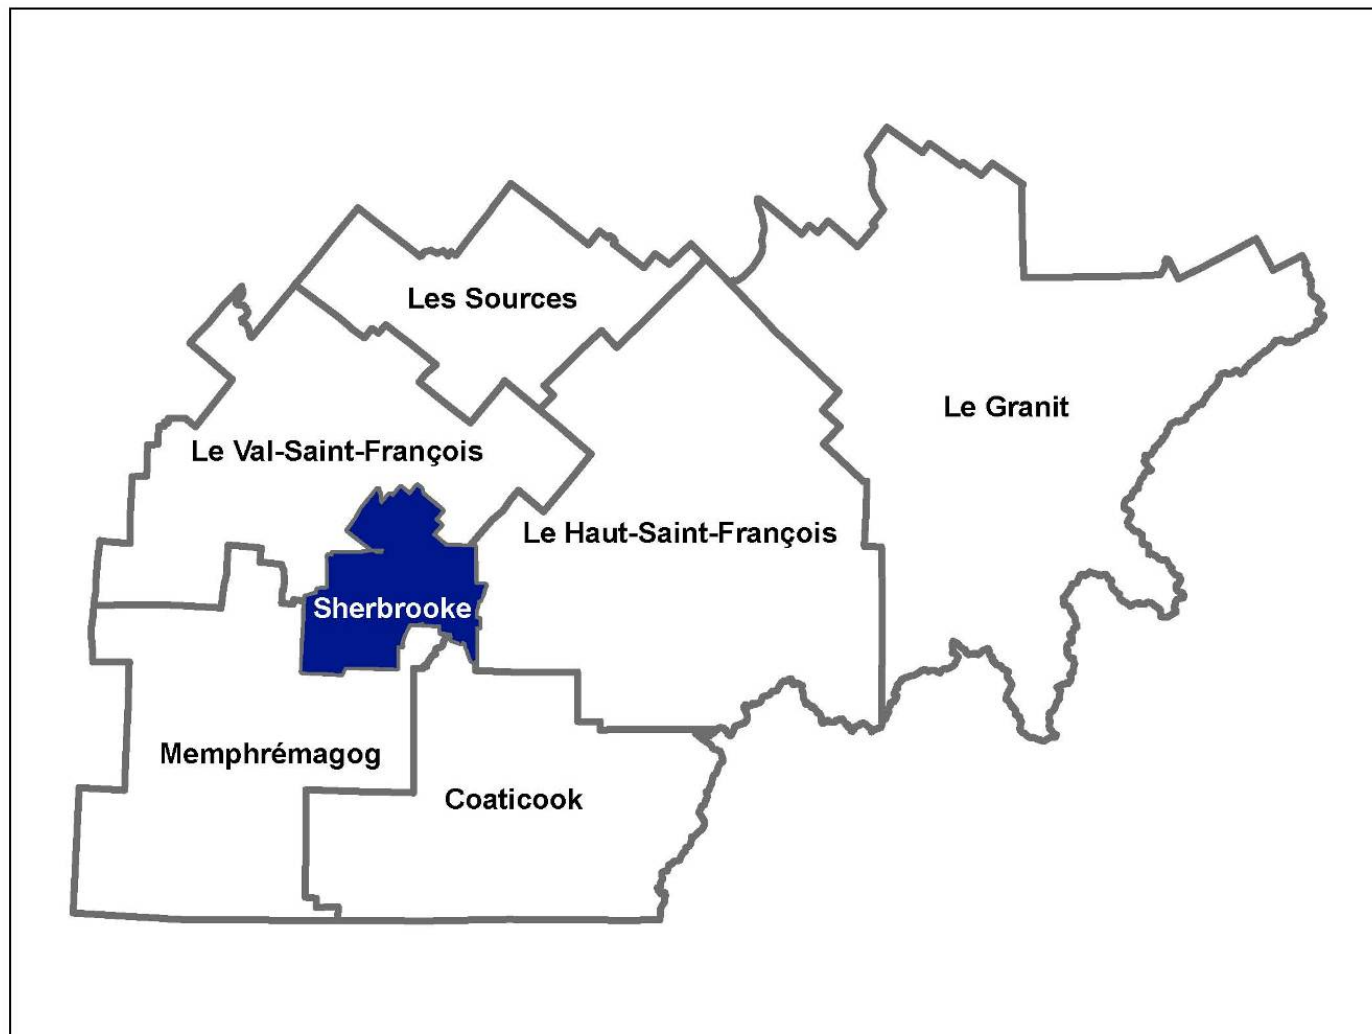 Les Sources
Le Granit
Le Val-Saint-François
Le Haut-Saint-François
Sherbrooke
Memphrémagog
Coaticook